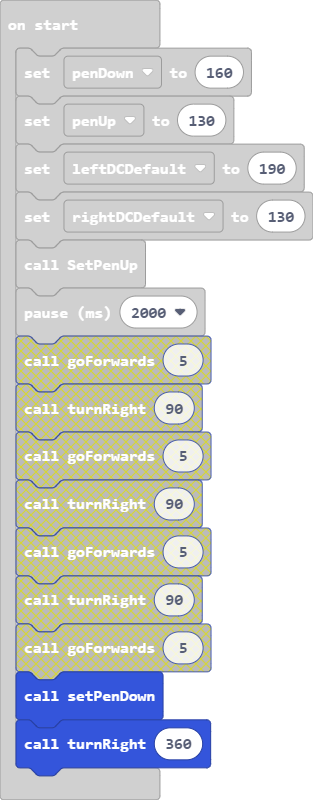 on start
set penDown to 160
set penUp to 130
set leftDCDefault to 190
set rightDCDefault to 130
call SetPenUp
pause (ms) 2000
call goForwards 5
call turnRight 90
call goForwards 5
call turnRight 90
call goForwards 5
call turnRight 90
call goForwards 5
call setPenDown
call turnRight 360